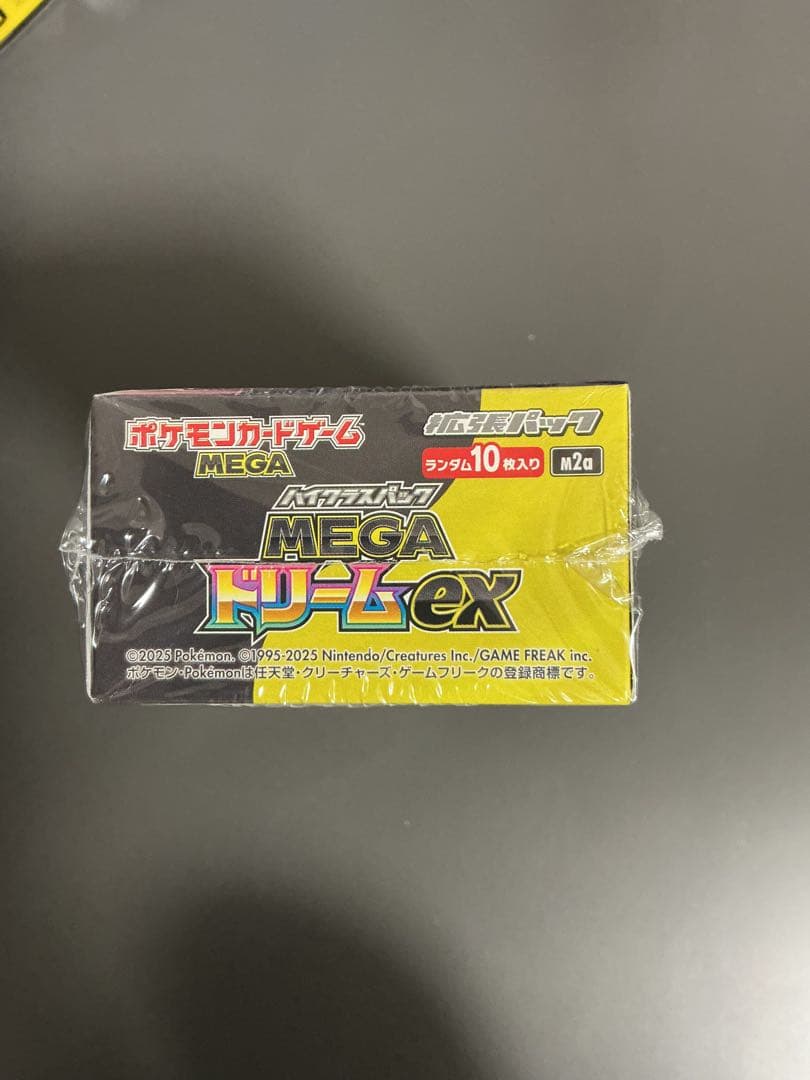 ポケモンカードゲーム
MEGA
拡張パック
ランダム10枚入り M2a
ハイクラスパック
MEGA
ドリームex
©2025 Pokémon. ©1995-2025 Nintendo/Creatures Inc./GAME FREAK inc.
ポケモン・Pokémonは任天堂・クリーチャーズ・ゲームフリークの登録商標です。